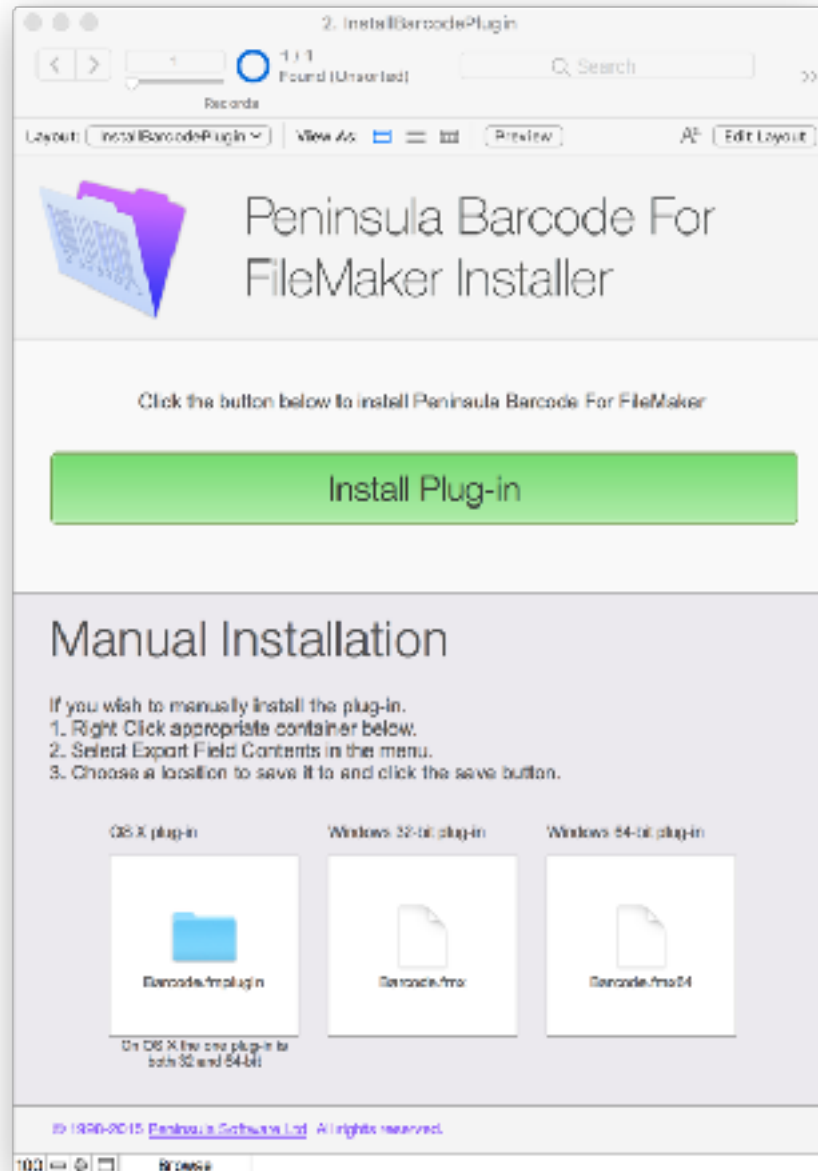 2. InstallBarcodePlugin
1
1 / 1
Found (Unsorted)
Search
Records
Layout: InstallBarcodePlugin
View As:
Preview
Edit Layout
Peninsula Barcode For
FileMaker Installer
Click the button below to install Peninsula Barcode For FileMaker
Install Plug-in
Manual Installation
If you wish to manually install the plug-in.
1. Right Click appropriate container below.
2. Select Export Field Contents in the menu.
3. Choose a location to save it to and click the save button.
OS X plug-in
Windows 32-bit plug-in
Windows 64-bit plug-in
Barcode.fmplugin
Barcode.fmx
Barcode.fmx64
On OS X the one plug-in is
both 32 and 64-bit
© 1998-2015 Peninsula Software Ltd. All rights reserved.
100
Browse